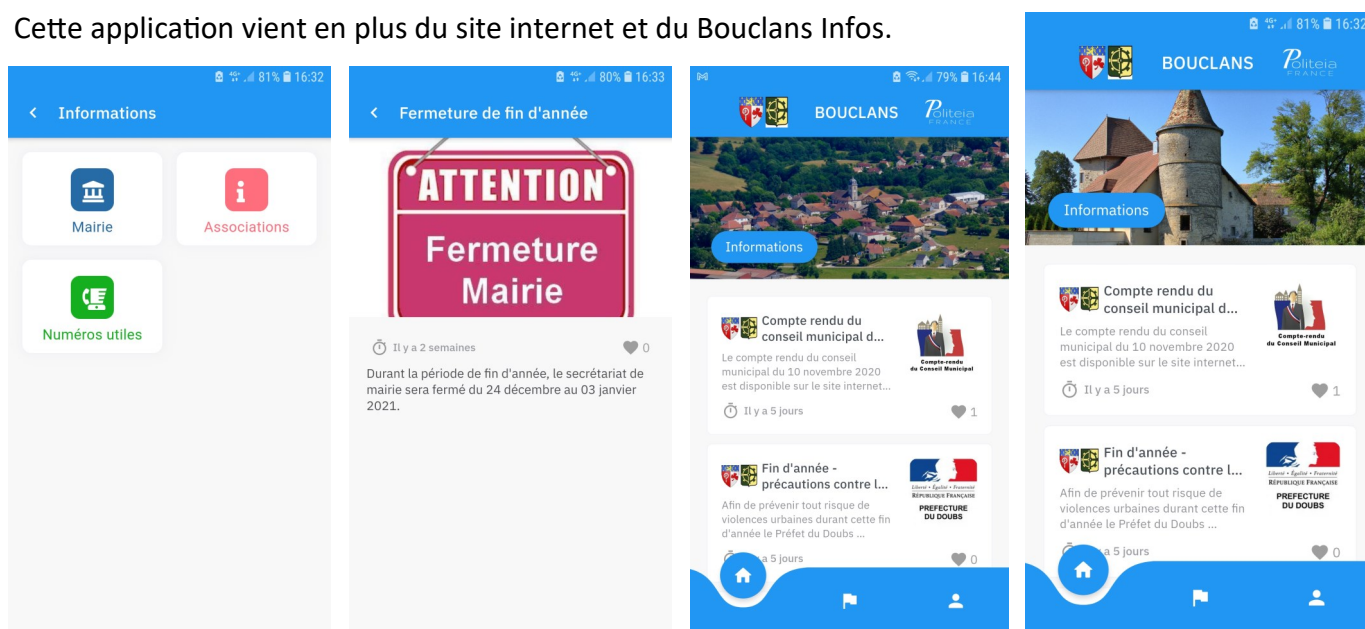 Cette application vient en plus du site internet et du Bouclans Infos.
81% 16:32
Informations
Mairie
Associations
Numéros utiles
80% 16:33
Fermeture de fin d'année
ATTENTION
Fermeture
Mairie
Il y a 2 semaines
0
Durant la période de fin d'année, le secrétariat de
mairie sera fermé du 24 décembre au 03 janvier
2021.
79% 16:44
BOUCLANS
Politeia
FRANCE
Informations
Compte rendu du
conseil municipal d...
Le compte rendu du conseil
municipal du 10 novembre 2020
est disponible sur le site internet...
Compte-rendu
du Conseil Municipal
Il y a 5 jours
1
Fin d'année -
précautions contre l...
Afin de prévenir tout risque de
violences urbaines durant cette fin
d'année le Préfet du Doubs ...
Liberté • Égalité • Fraternité
RÉPUBLIQUE FRANÇAISE
PREFECTURE
DU DOUBS
a 5 jours
0
4G+ 81% 16:32
BOUCLANS
Politeia
FRANCE
Informations
Compte rendu du
conseil municipal d...
Le compte rendu du conseil
municipal du 10 novembre 2020
est disponible sur le site internet...
Compte-rendu
du Conseil Municipal
Il y a 5 jours
1
Fin d'année -
précautions contre l...
Afin de prévenir tout risque de
violences urbaines durant cette fin
d'année le Préfet du Doubs ...
Liberté • Égalité • Fraternité
RÉPUBLIQUE FRANÇAISE
PREFECTURE
DU DOUBS
a 5 jours
0